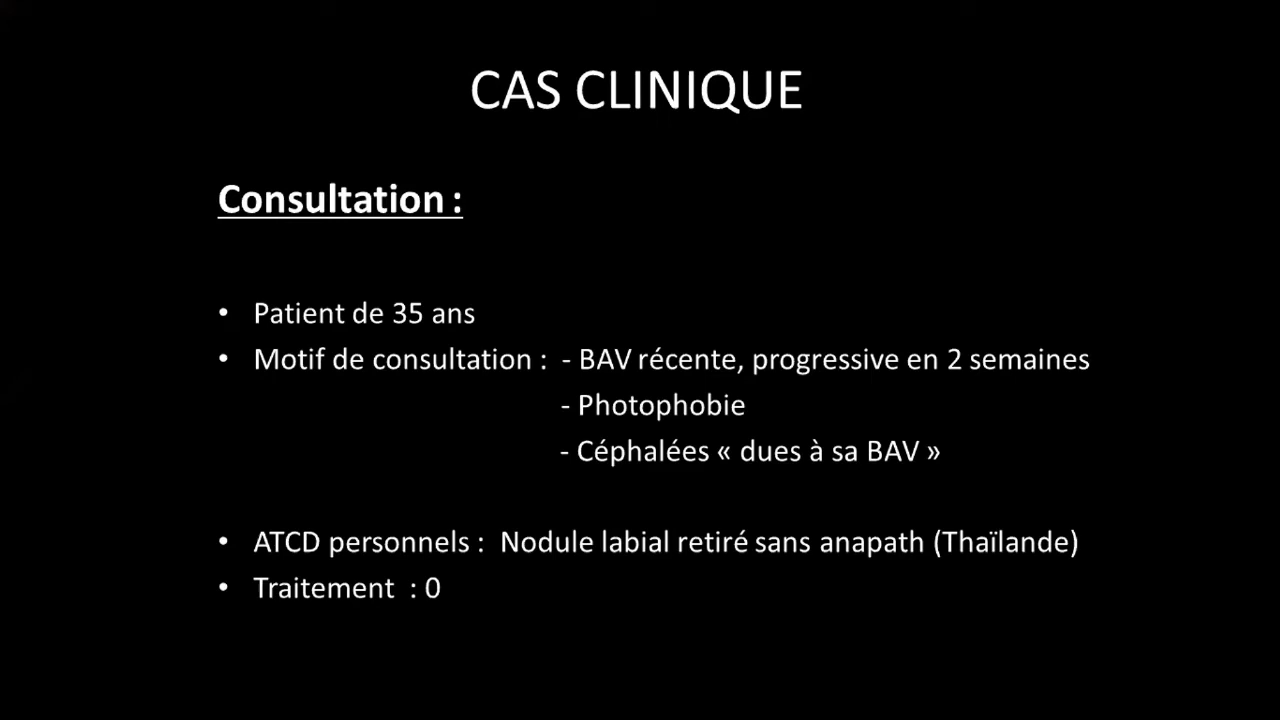 CAS CLINIQUE
Consultation :
• Patient de 35 ans
• Motif de consultation : - BAV récente, progressive en 2 semaines
- Photophobie
- Céphalées « dues à sa BAV »
• ATCD personnels : Nodule labial retiré sans anapath (Thaïlande)
• Traitement : 0